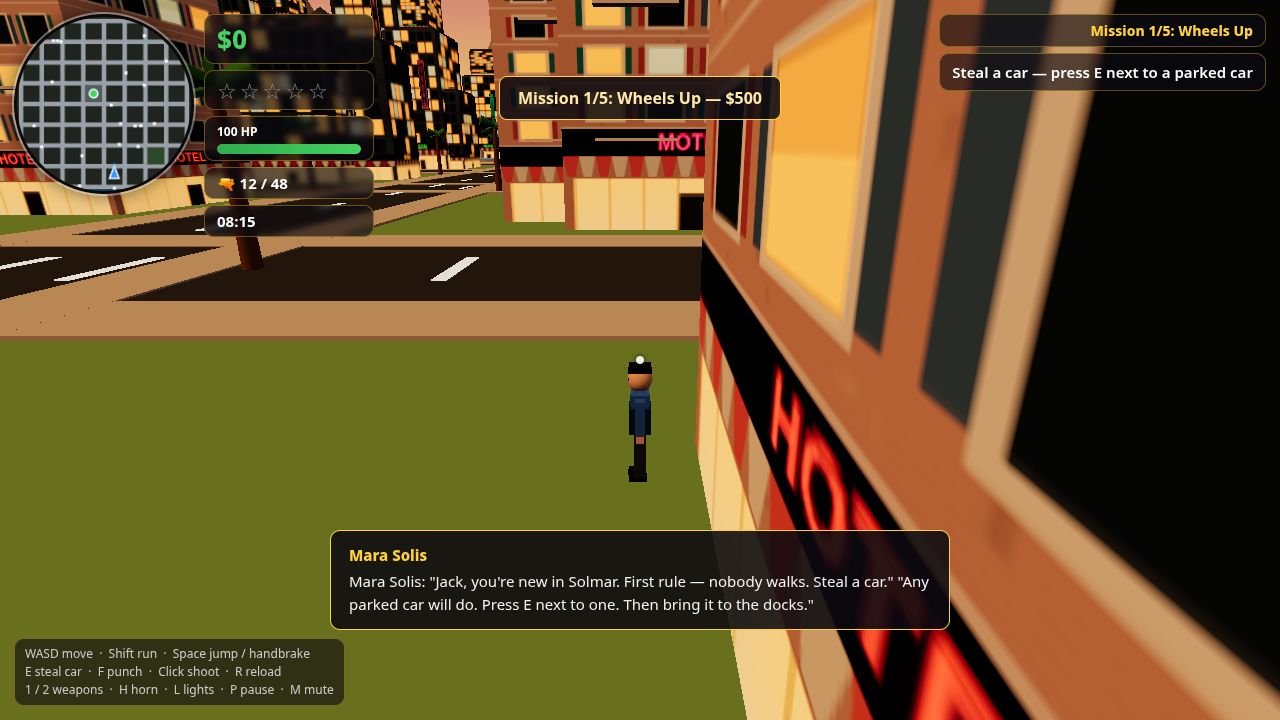 $0
☆☆☆☆☆
100 HP
12 / 48
08:15
Mission 1/5: Wheels Up — $500
Mission 1/5: Wheels Up
Steal a car — press E next to a parked car
MOT
Mara Solis
Mara Solis: "Jack, you're new in Solmar. First rule — nobody walks. Steal a car." "Any
parked car will do. Press E next to one. Then bring it to the docks."
WASD move · Shift run · Space jump / handbrake
E steal car · F punch · Click shoot · R reload
1 / 2 weapons · H horn · L lights · P pause · M mute